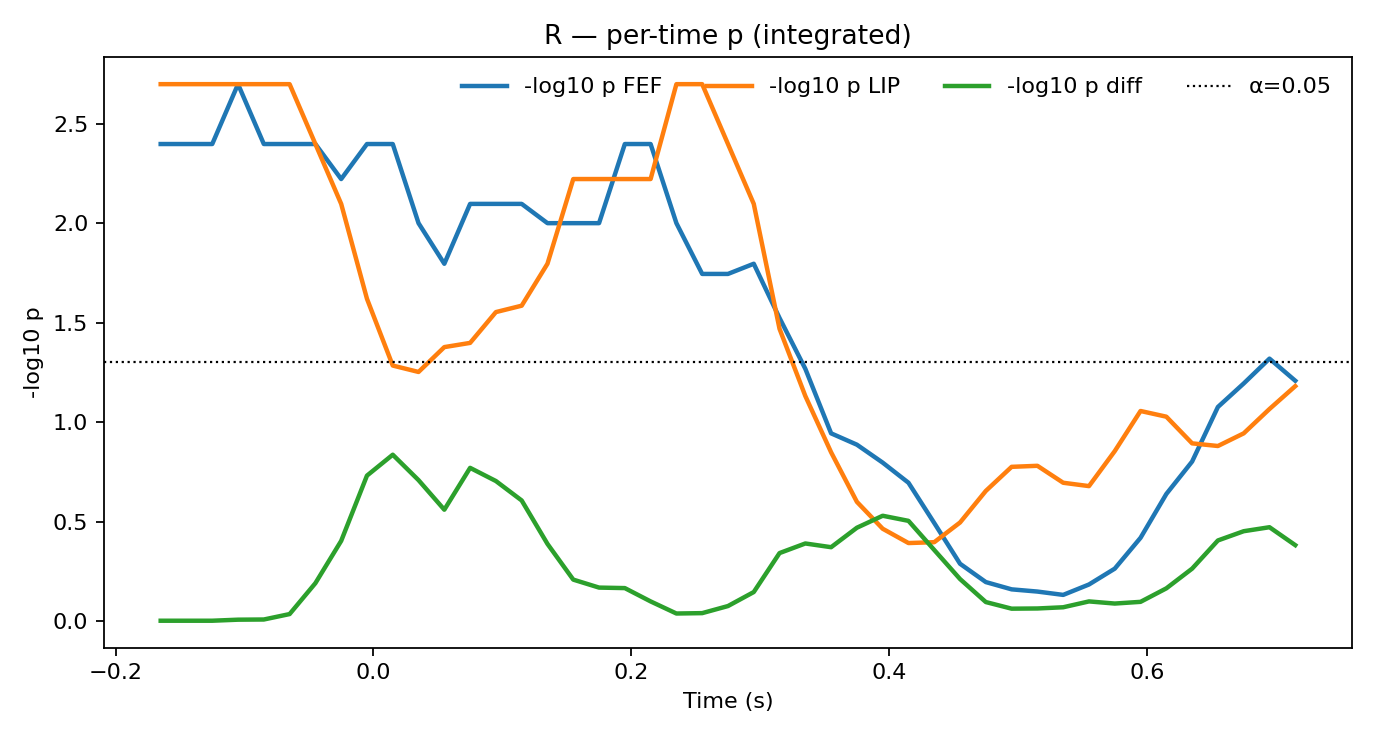 R — per-time p (integrated)
-log10 p FEF
-log10 p LIP
-log10 p diff
α=0.05
-log10 p
2.5
2.0
1.5
1.0
0.5
0.0
−0.2
0.0
0.2
0.4
0.6
Time (s)